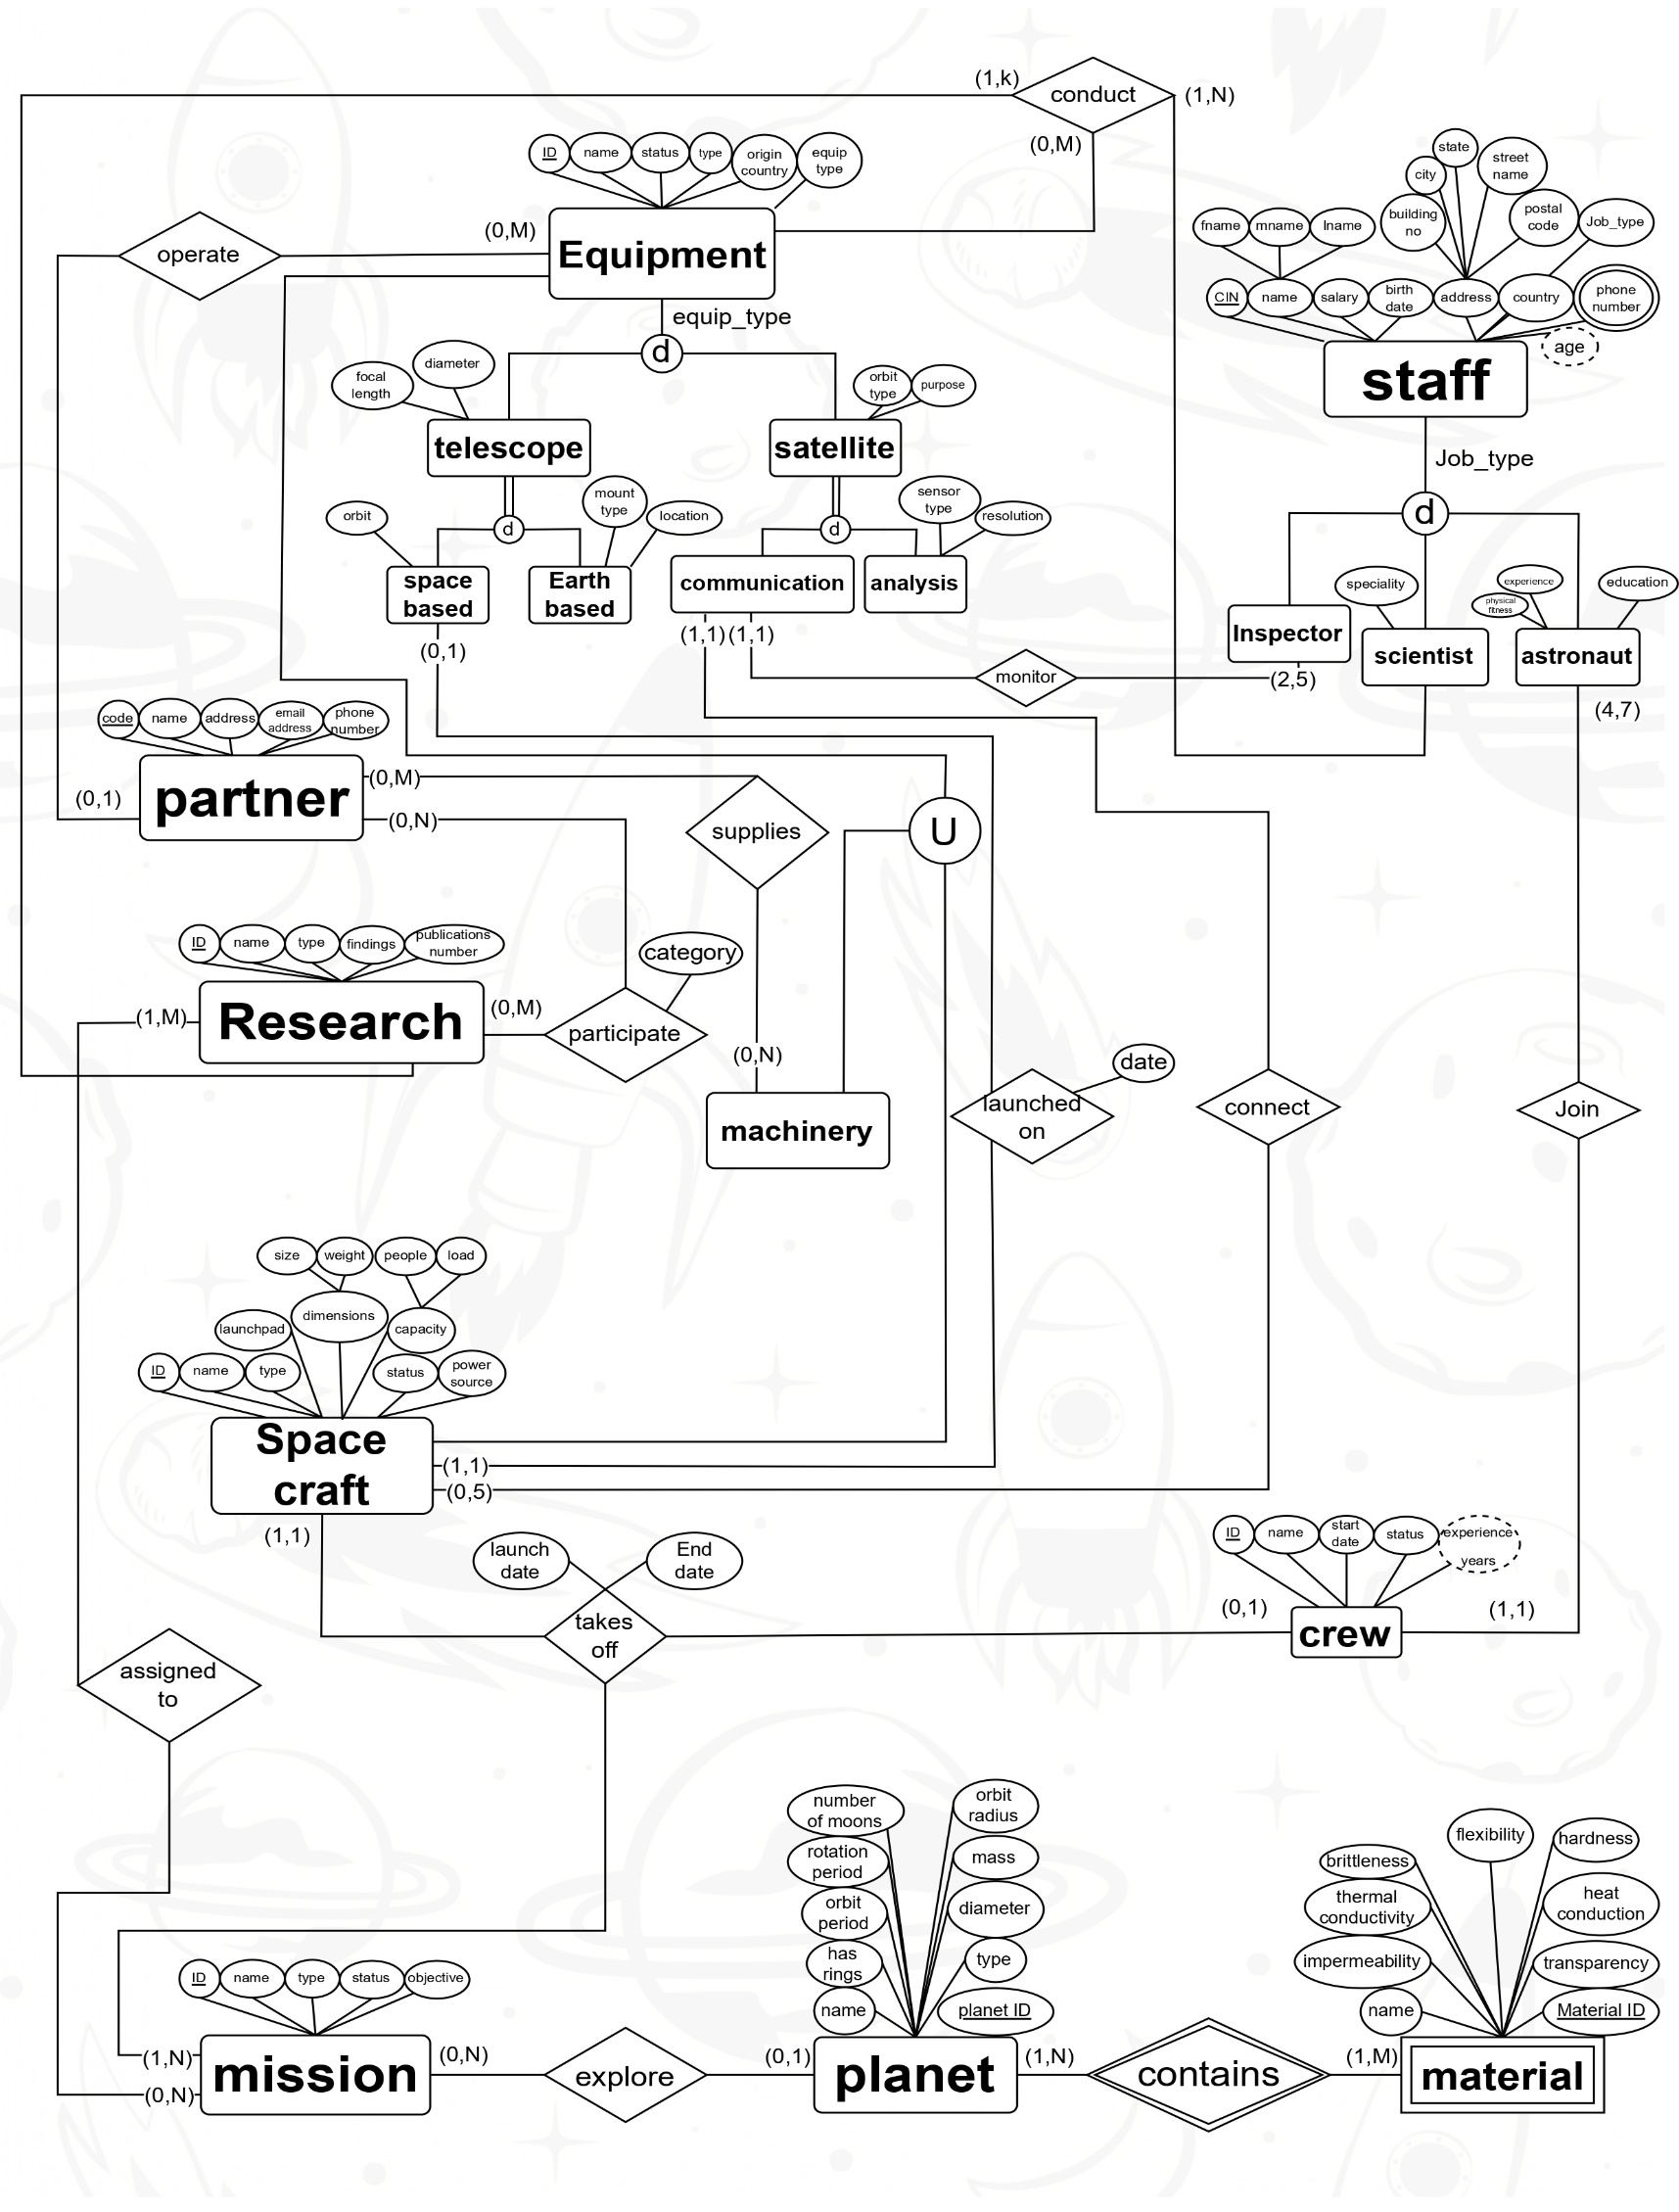 (1,k)
conduct
(1,N)
(0,M)
ID
name
status
type
origin
country
equip
type
operate
(0,M)
Equipment
equip_type
d
state
city
street
name
building
no
postal
code
Job_type
fname
mname
lname
CIN
name
salary
birth
date
address
country
phone
number
age
staff
Job_type
d
focal
length
diameter
telescope
orbit
type
purpose
satellite
orbit
d
mount
type
location
d
sensor
type
resolution
space
based
Earth
based
communication
analysis
(0,1)
(1,1)
(1,1)
monitor
Inspector
(2,5)
speciality
scientist
experience
physical
fitness
education
astronaut
(4,7)
code
name
address
email
address
phone
number
partner
(0,1)
(0,M)
(0,N)
supplies
U
ID
name
type
findings
publications
number
Research
(1,M)
(0,M)
participate
category
(0,N)
machinery
launched
on
date
connect
Join
size
weight
people
load
launchpad
dimensions
capacity
ID
name
type
status
power
source
Space
craft
(1,1)
(0,5)
(1,1)
launch
date
End
date
takes
off
ID
name
start
date
status
experience
years
(0,1)
crew
(1,1)
assigned
to
ID
name
type
status
objective
mission
(1,N)
(0,N)
(0,N)
explore
(0,1)
number
of moons
rotation
period
orbit
period
has
rings
name
orbit
radius
mass
diameter
type
planet ID
planet
(1,N)
contains
(1,M)
brittleness
thermal
conductivity
impermeability
name
flexibility
hardness
heat
conduction
transparency
Material ID
material